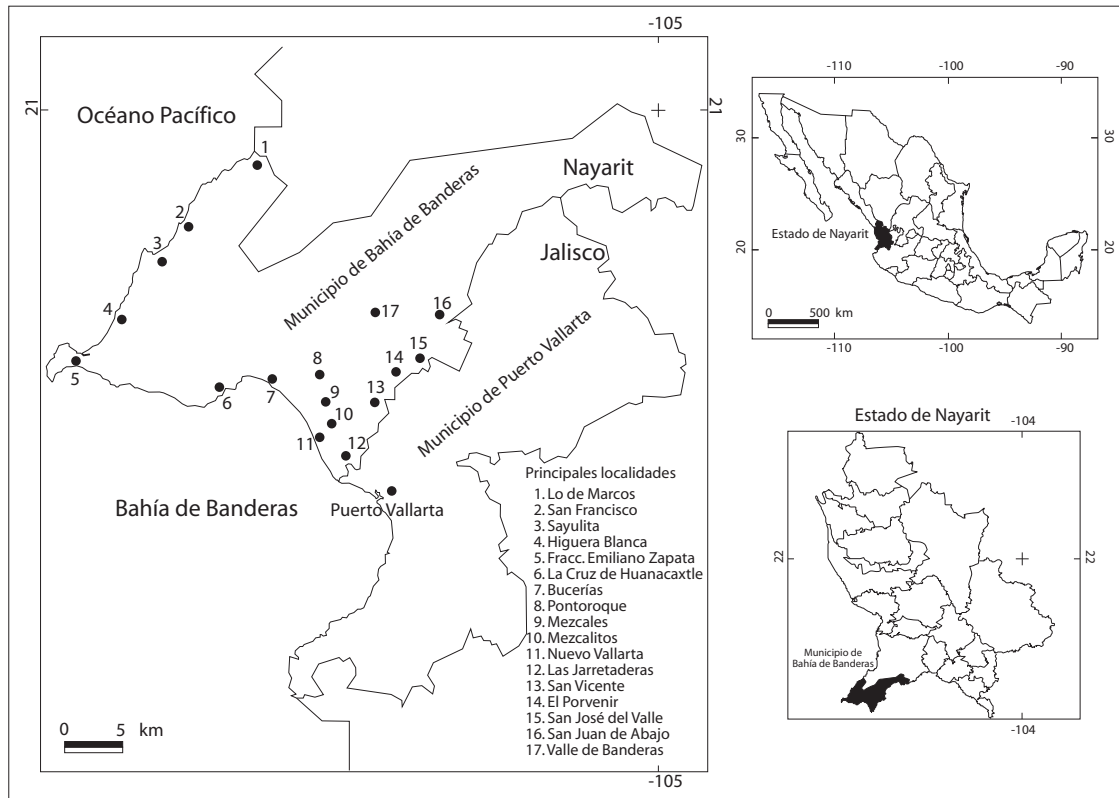 -105
21
21
Océano Pacífico
Nayarit
Municipio de Bahía de Banderas
Jalisco
Municipio de Puerto Vallarta
1
2
3
4
5
6
7
8
9
10
11
12
13
14
15
16
17
Bahía de Banderas
Puerto Vallarta
Principales localidades
1. Lo de Marcos
2. San Francisco
3. Sayulita
4. Higuera Blanca
5. Fracc. Emiliano Zapata
6. La Cruz de Huanacaxtle
7. Bucerías
8. Pontoroque
9. Mezcales
10. Mezcalitos
11. Nuevo Vallarta
12. Las Jarretaderas
13. San Vicente
14. El Porvenir
15. San José del Valle
16. San Juan de Abajo
17. Valle de Banderas
0 5 km
-105
-110 -100 -90
30
30
20
20
Estado de Nayarit
0 500 km
-110 -100 -90
Estado de Nayarit
-104
22
22
Municipio de
Bahía de Banderas
-104